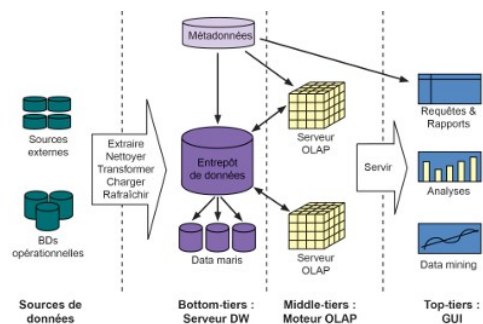 Métadonnées
Sources
externes
BDs
opérationnelles
Extraire
Nettoyer
Transformer
Charger
Rafraîchir
Entrepôt
de données
Data maris
Serveur
OLAP
Serveur
OLAP
Servir
Requêtes &
Rapports
Analyses
Data mining
Sources de
données
Bottom-tiers :
Serveur DW
Middle-tiers :
Moteur OLAP
Top-tiers :
GUI